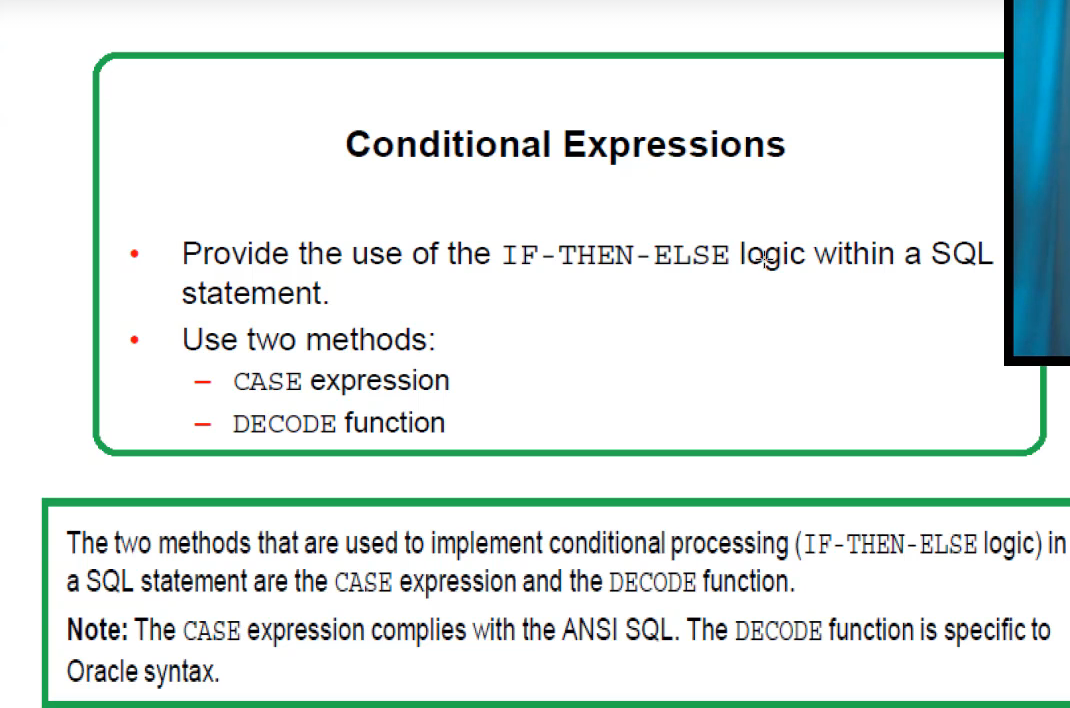 Conditional Expressions
• Provide the use of the IF-THEN-ELSE logic within a SQL
statement.
• Use two methods:
– CASE expression
– DECODE function
The two methods that are used to implement conditional processing (IF-THEN-ELSE logic) in
a SQL statement are the CASE expression and the DECODE function.
Note: The CASE expression complies with the ANSI SQL. The DECODE function is specific to
Oracle syntax.